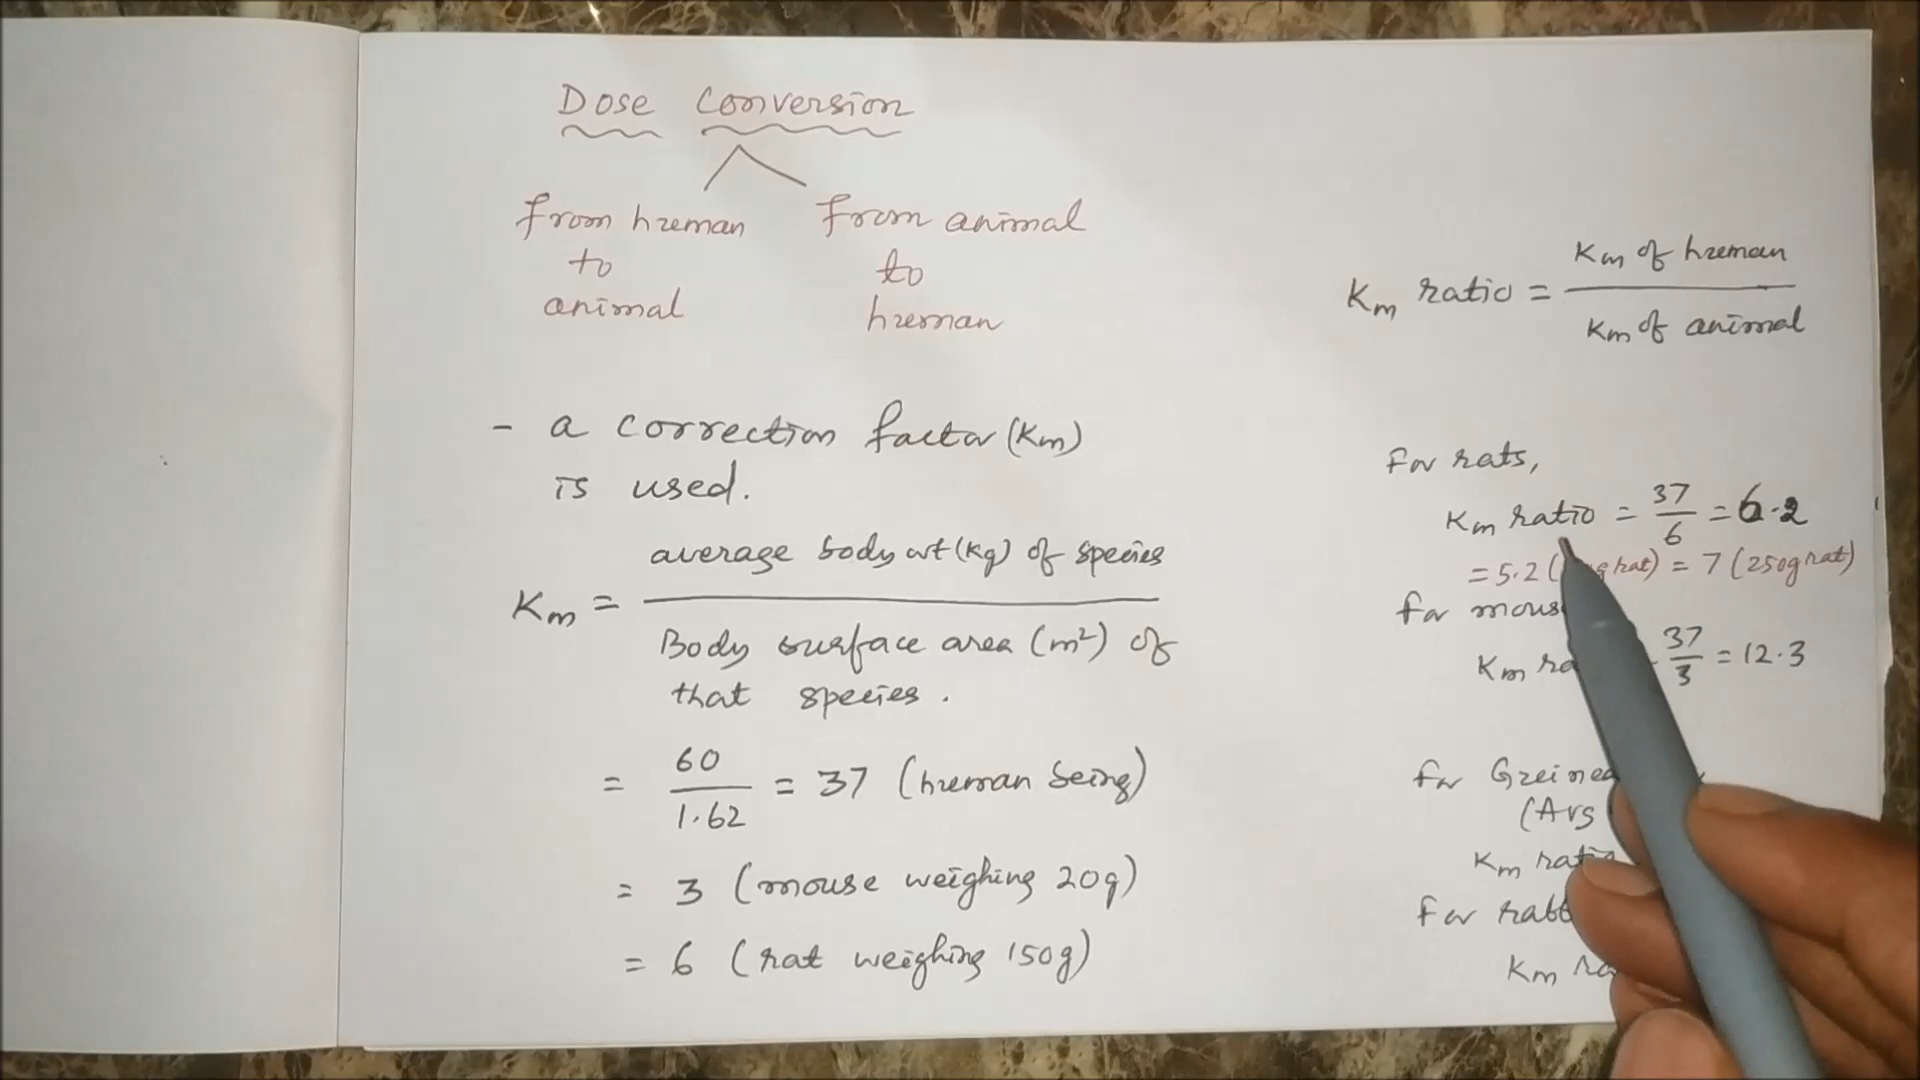 Dose Conversion
From human
to
animal
From animal
to
human
- a correction factor (Km)
is used.
Km = average body wt (Kg) of species
Body surface area (m²) of
that species.
= 60 / 1.62 = 37 (human being)
= 3 (mouse weighing 20g)
= 6 (rat weighing 150g)
Km ratio = Km of human
Km of animal
For rats,
Km ratio = 37 / 6 = 6.2
= 5.2 ( rat) = 7 (250g rat)
For
Km 37 / 3 = 12.3
For
Km
For
Km